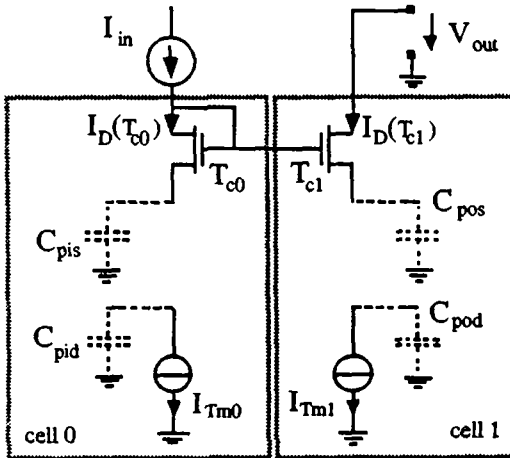 I_in
V_out
I_D(T_c0)
I_D(T_c1)
T_c0
T_c1
C_pis
C_pos
C_pid
C_pod
I_Tm0
I_Tm1
cell 0
cell 1